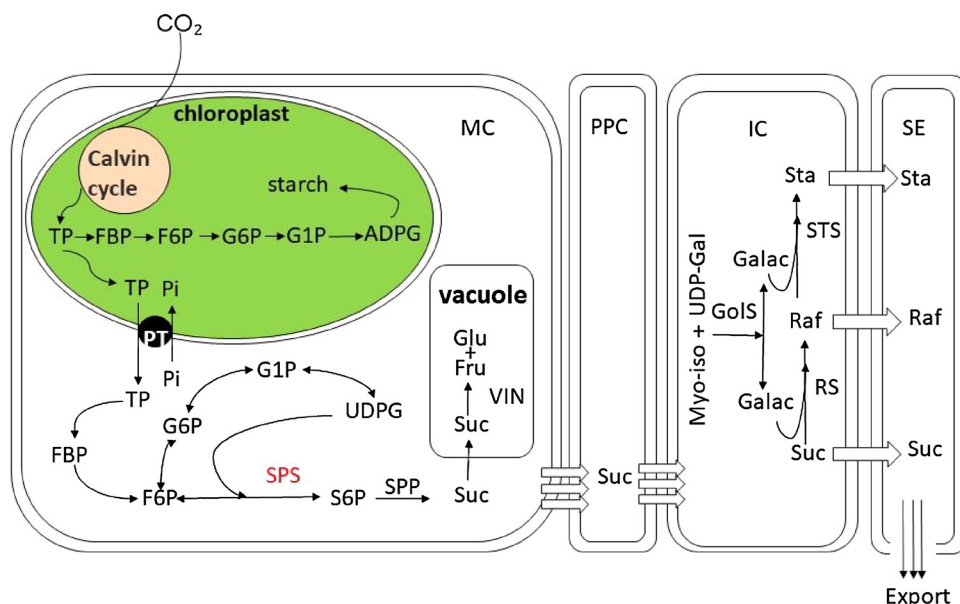 CO₂
chloroplast
MC
PPC
IC
SE
Calvin
cycle
starch
TP FBP F6P G6P G1P ADPG
TP Pi
PT
Pi
TP
FBP
G6P
G1P
UDPG
F6P
SPS
S6P
SPP
Suc
vacuole
Glu
+
Fru
VIN
Suc
Suc
Myo-iso + UDP-Gal
GolS
Sta
STS
Galac
Raf
Galac
RS
Suc
Sta
Raf
Suc
Export